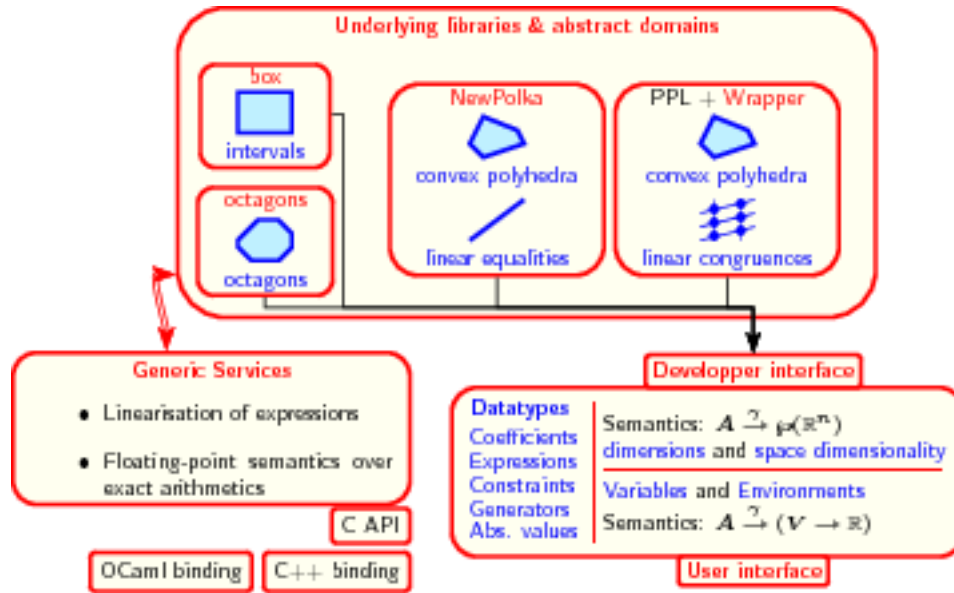 Underlying libraries & abstract domains
box
intervals
octagons
octagons
NewPolka
convex polyhedra
linear equalities
PPL + Wrapper
convex polyhedra
linear congruences
Generic Services
• Linearisation of expressions
• Floating-point semantics over
exact arithmetics
C API
OCaml binding
C++ binding
Developper interface
Datatypes
Coefficients
Expressions
Constraints
Generators
Abs. values
Semantics: A →^γ ℘(ℝⁿ)
dimensions and space dimensionality
Variables and Environments
Semantics: A →^γ (V → ℝ)
User interface